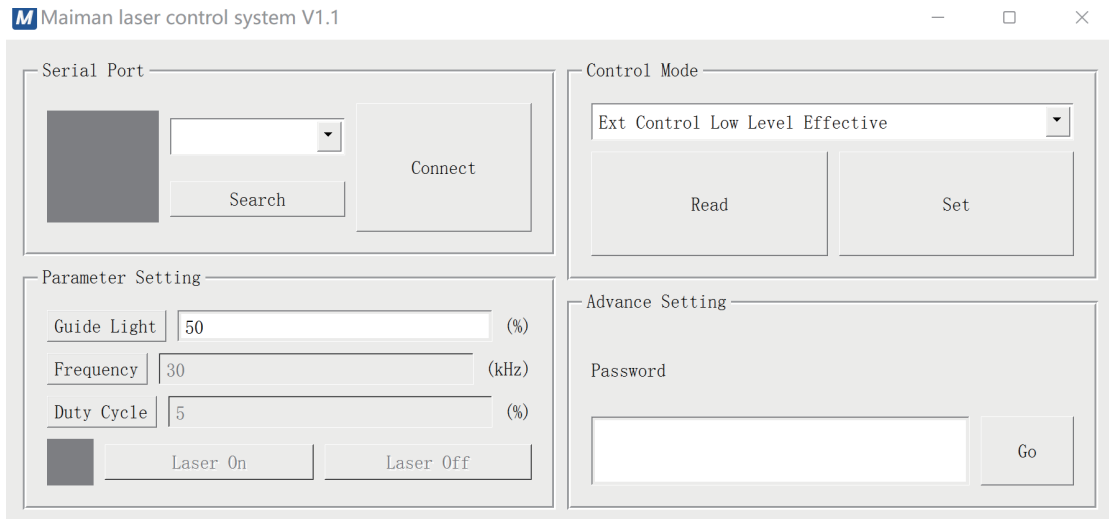 M Maiman laser control system V1.1
Serial Port
Connect
Search
Control Mode
Ext Control Low Level Effective
Read
Set
Parameter Setting
Guide Light 50 (%)
Frequency 30 (kHz)
Duty Cycle 5 (%)
Laser On
Laser Off
Advance Setting
Password
Go